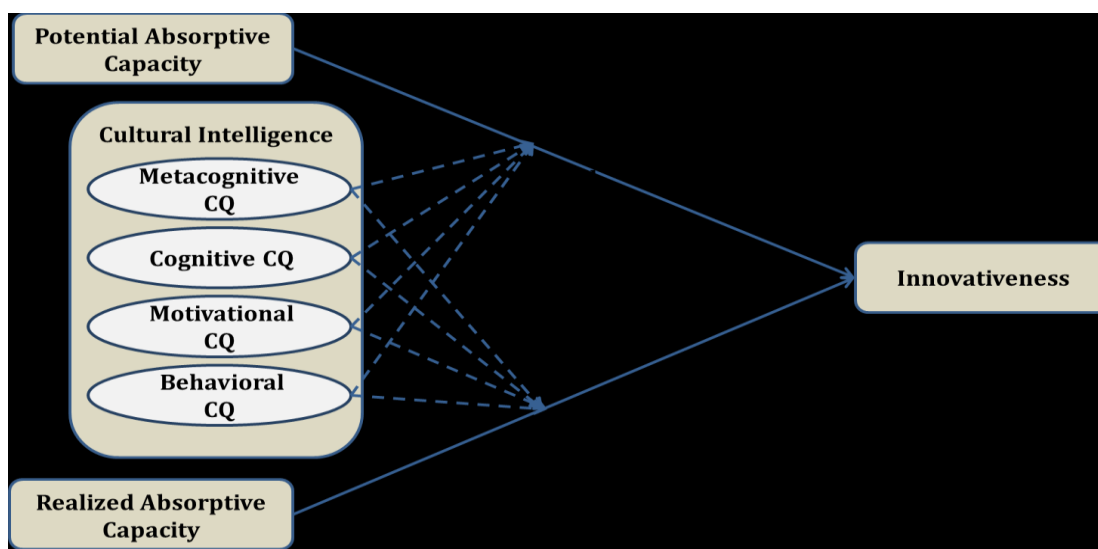 Potential Absorptive
Capacity
Cultural Intelligence
Metacognitive
CQ
Cognitive CQ
Motivational
CQ
Behavioral
CQ
Innovativeness
Realized Absorptive
Capacity